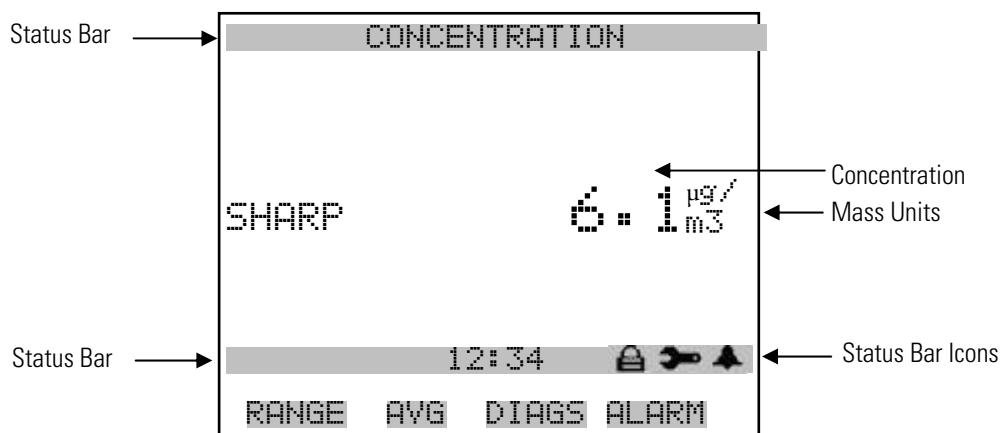 Status Bar
CONCENTRATION
Concentration
SHARP 6.1 µg/m3
Mass Units
Status Bar
12:34
Status Bar Icons
RANGE AVG DIAGS ALARM